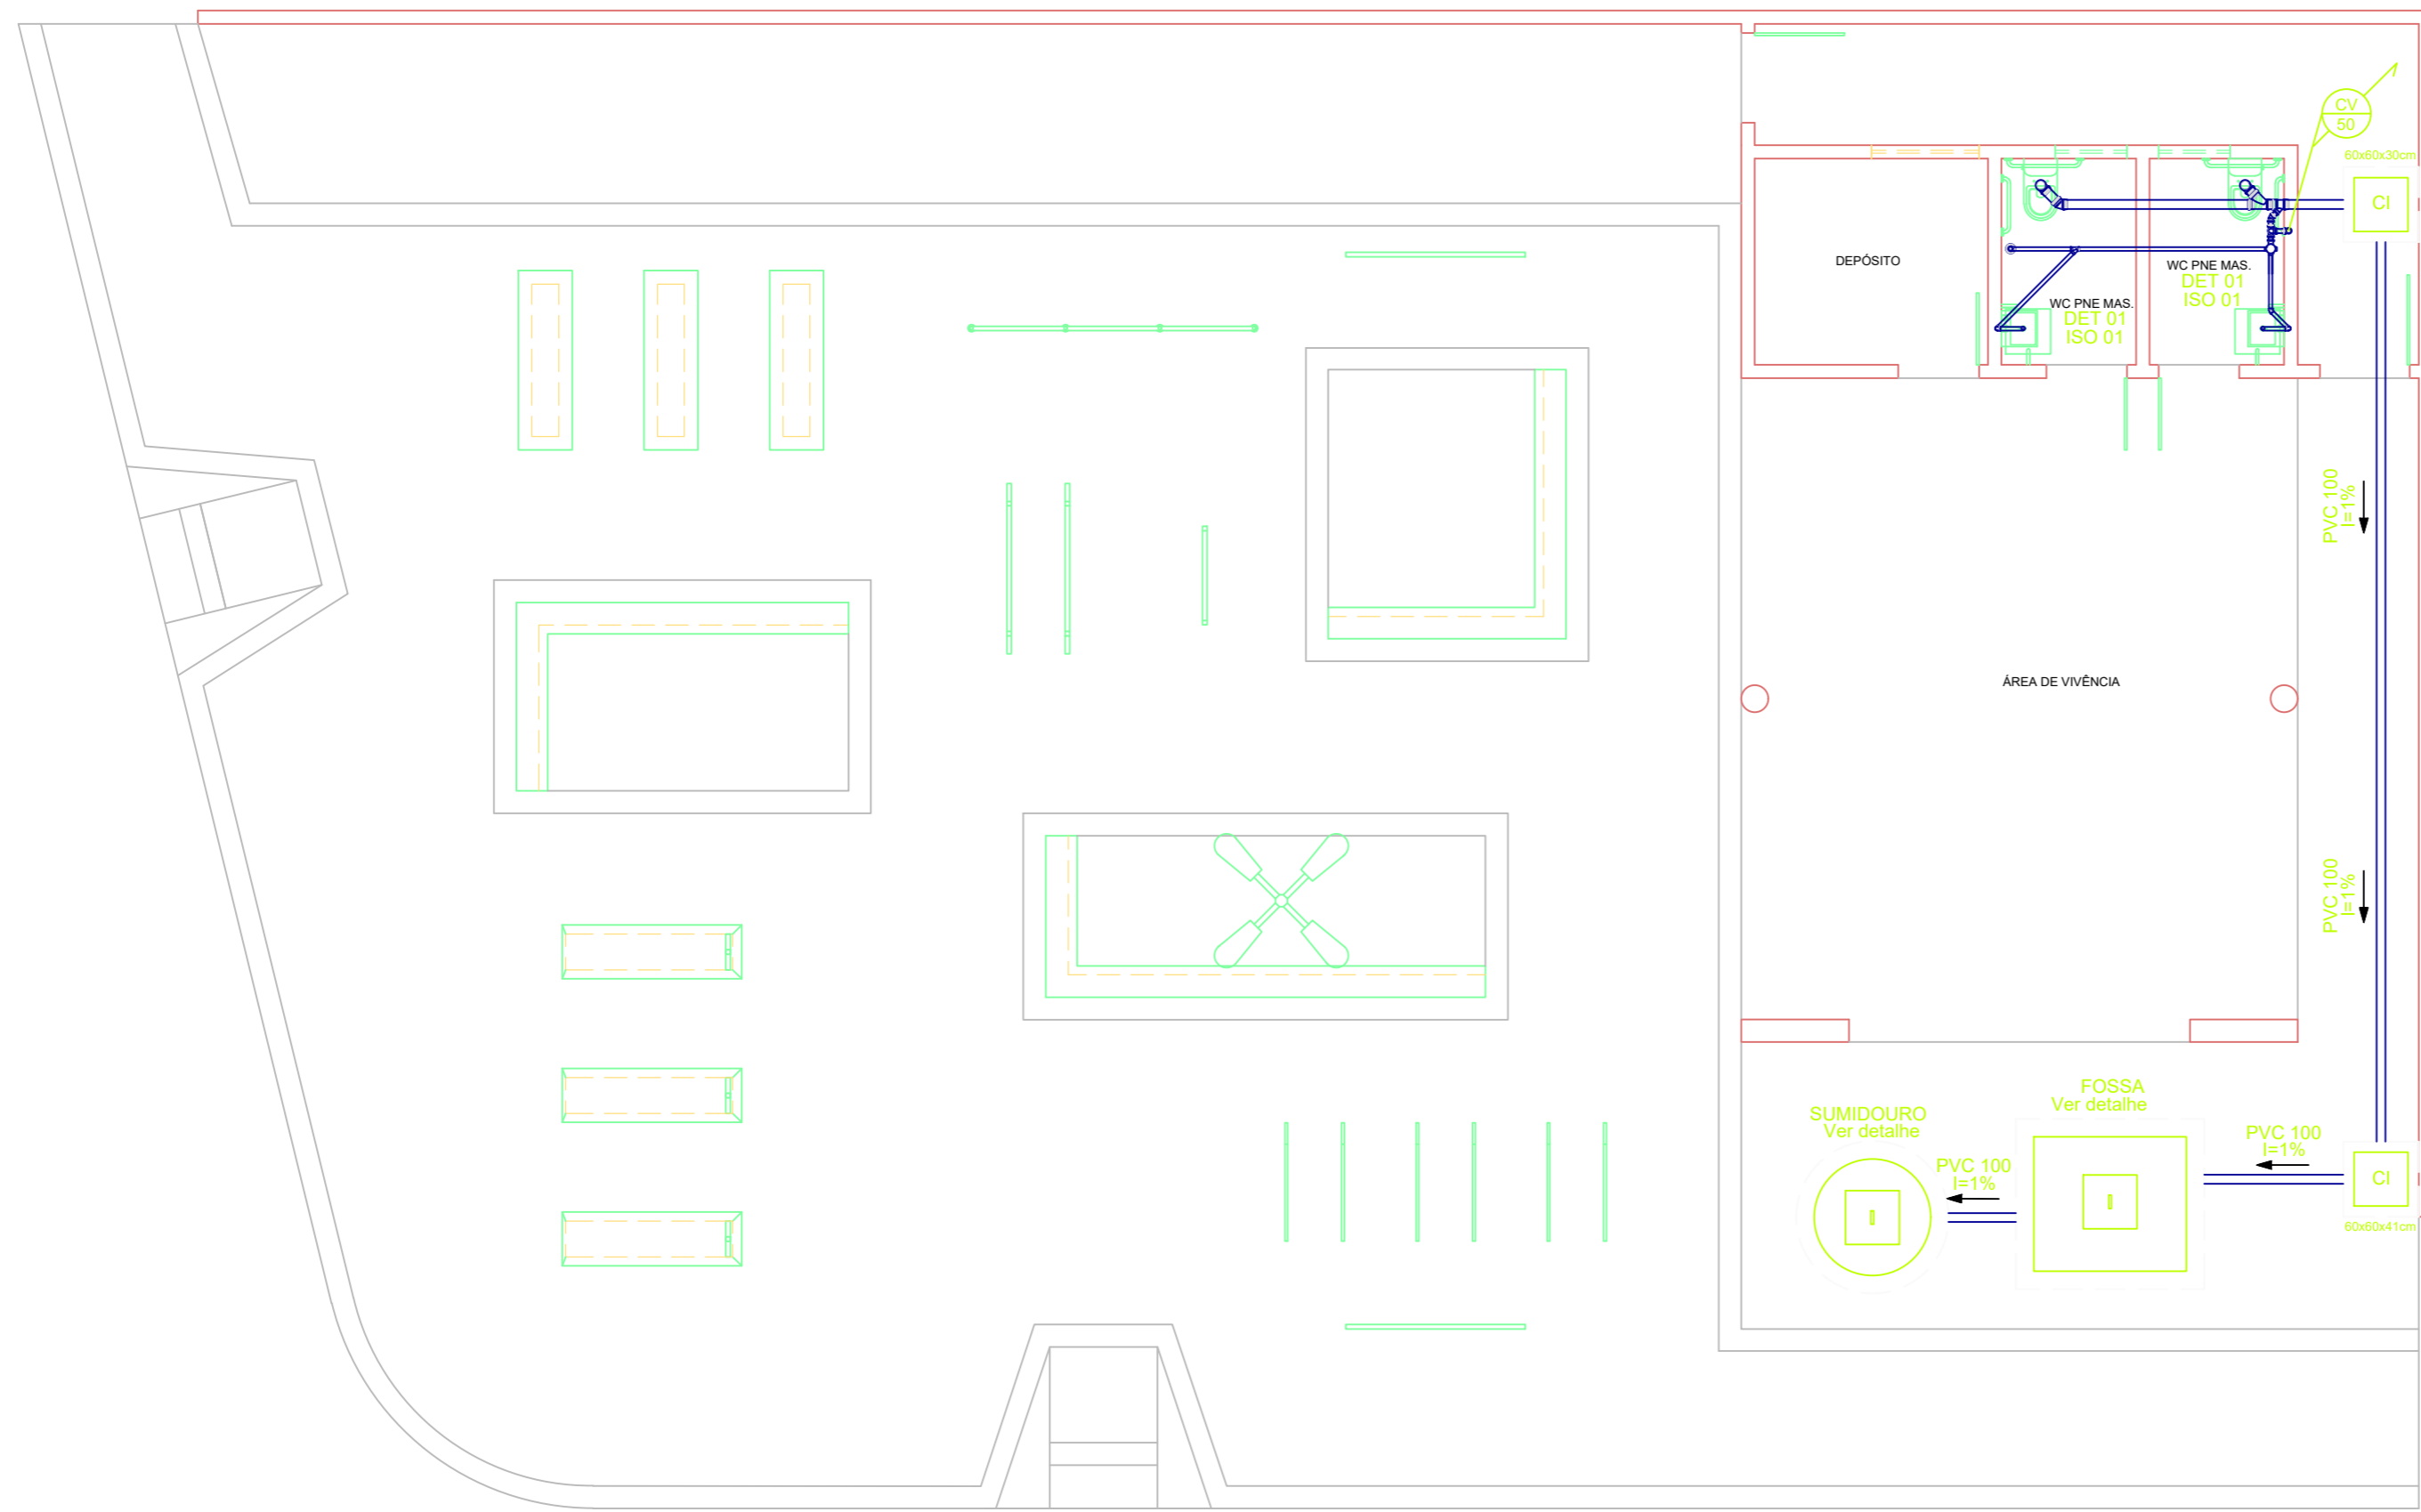 CV
50
60x60x30cm
CI
DEPÓSITO
WC PNE MAS.
DET 01
ISO 01
WC PNE MAS.
DET 01
ISO 01
PVC 100
I=1%
ÁREA DE VIVÊNCIA
PVC 100
I=1%
FOSSA
Ver detalhe
SUMIDOURO
Ver detalhe
PVC 100
I=1%
PVC 100
I=1%
CI
60x60x41cm